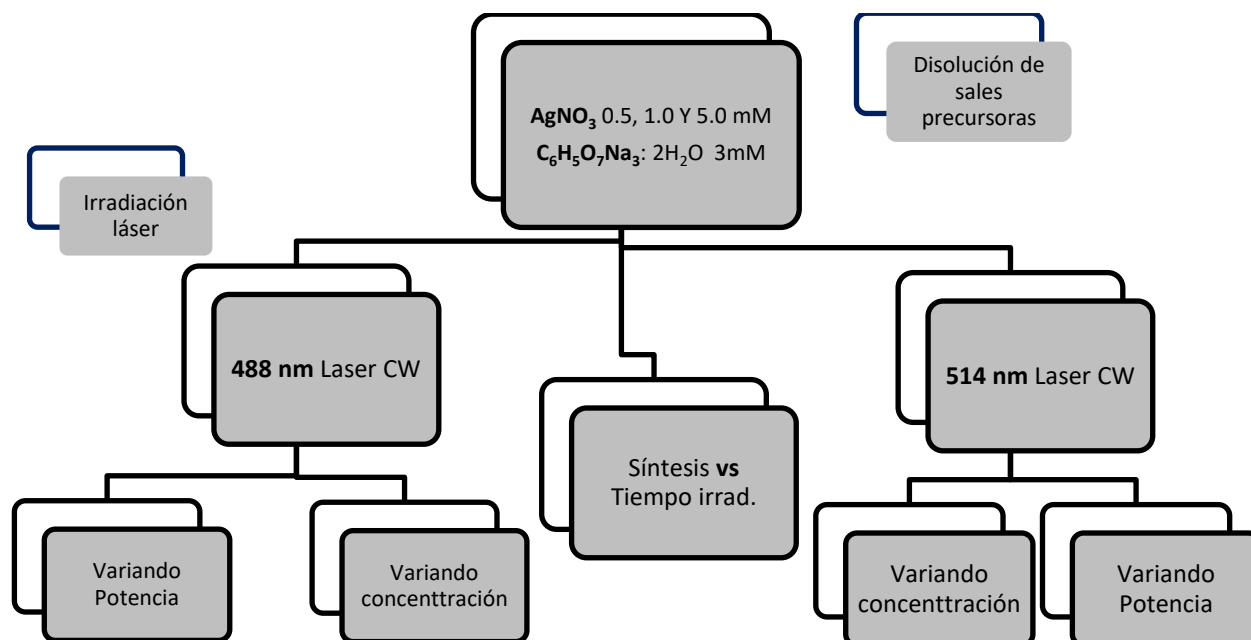 AgNO₃ 0.5, 1.0 Y 5.0 mM
C₆H₅O₇Na₃: 2H₂O 3mM
Disolución de
sales
precursoras
Irradiación
láser
488 nm Laser CW
514 nm Laser CW
Síntesis vs
Tiempo irrad.
Variando
Potencia
Variando
concenttración
Variando
concenttración
Variando
Potencia